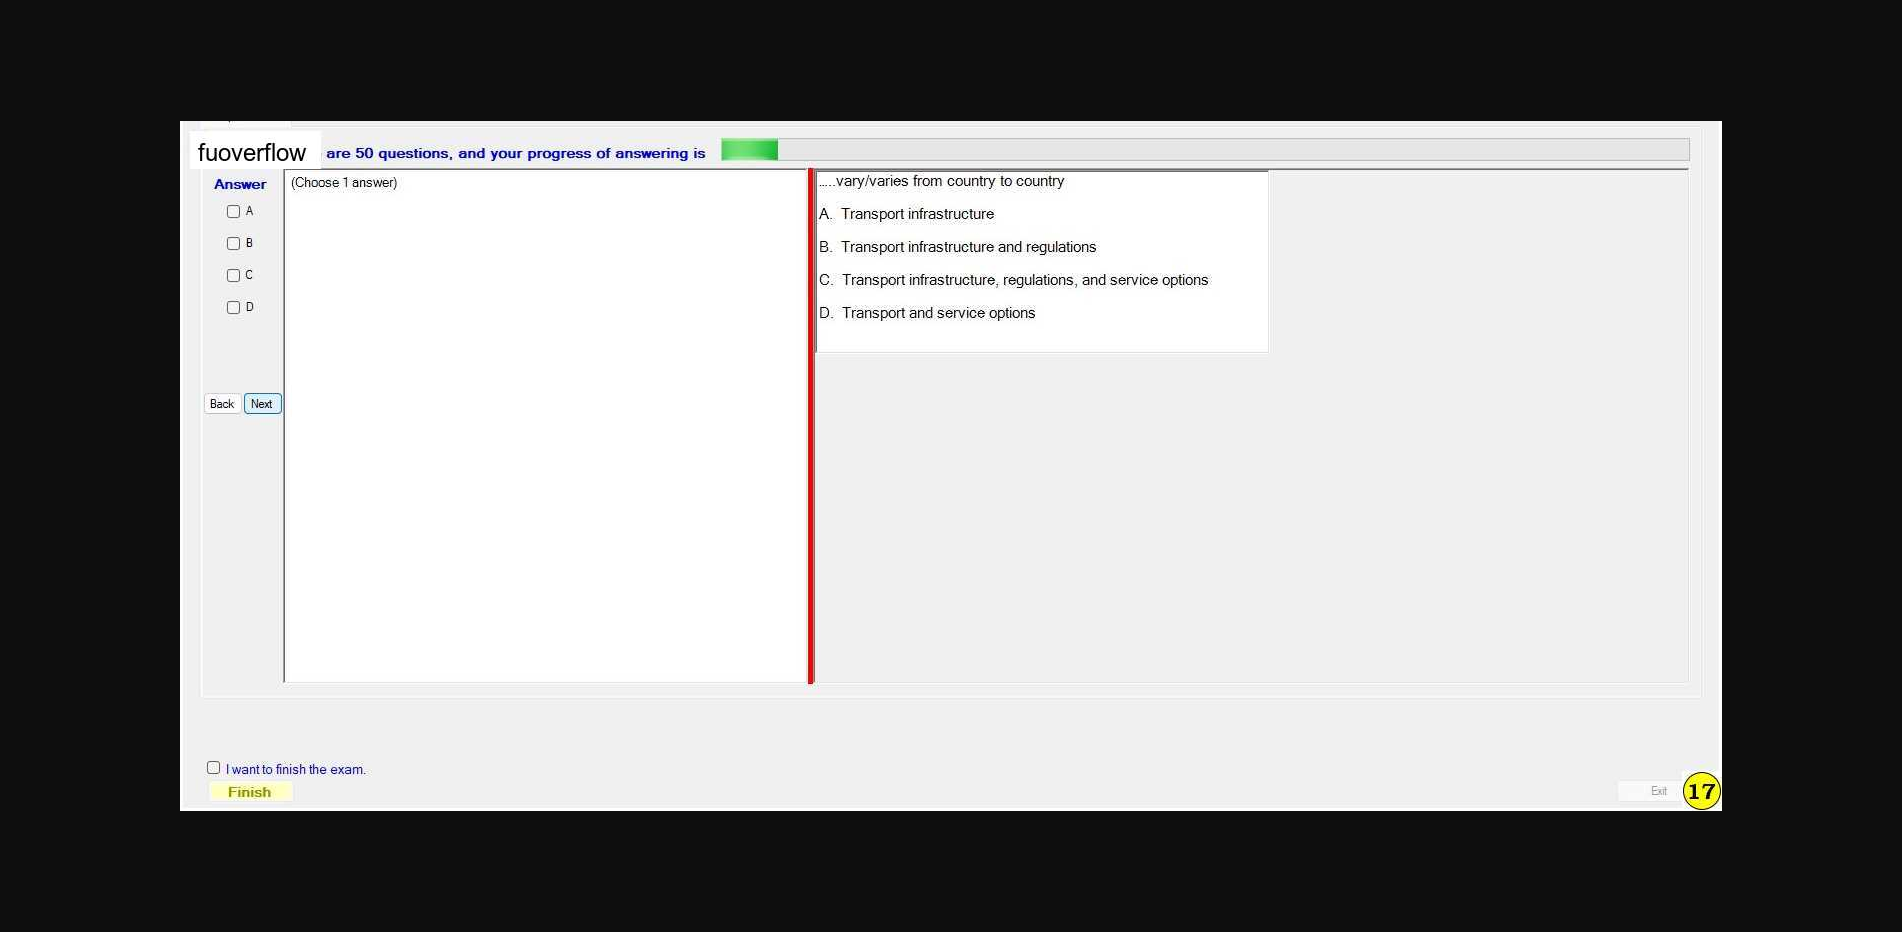 fuoverflow are 50 questions, and your progress of answering is
Answer
(Choose 1 answer)
A
B
C
D
Back Next
.....vary/varies from country to country
A. Transport infrastructure
B. Transport infrastructure and regulations
C. Transport infrastructure, regulations, and service options
D. Transport and service options
I want to finish the exam.
Finish
Exit
17